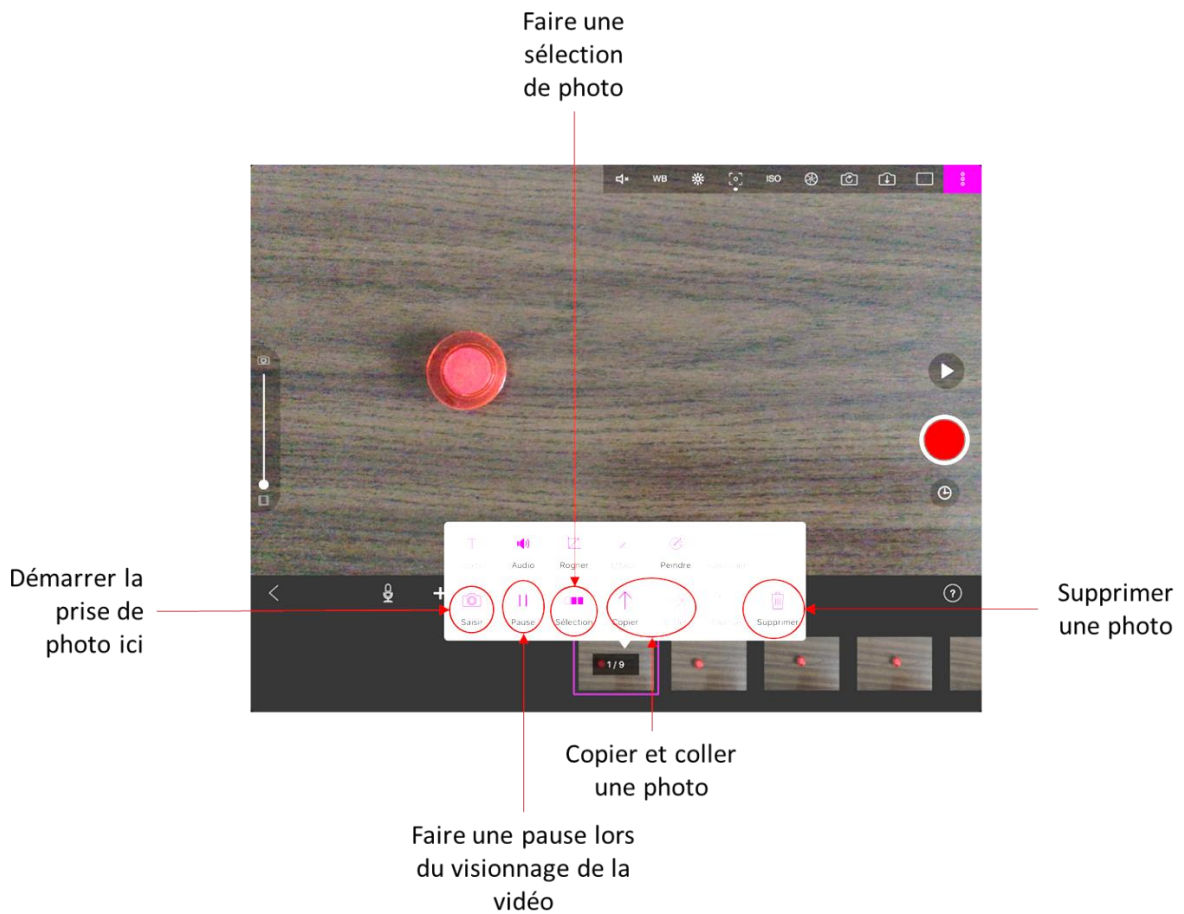 Faire une
sélection
de photo
WB
ISO
Audio
Rogner
Peindre
Démarrer la
prise de
photo ici
Saisir
Pause
Sélection
Copier
Supprimer
Supprimer
une photo
1/9
Copier et coller
une photo
Faire une pause lors
du visionnage de la
vidéo